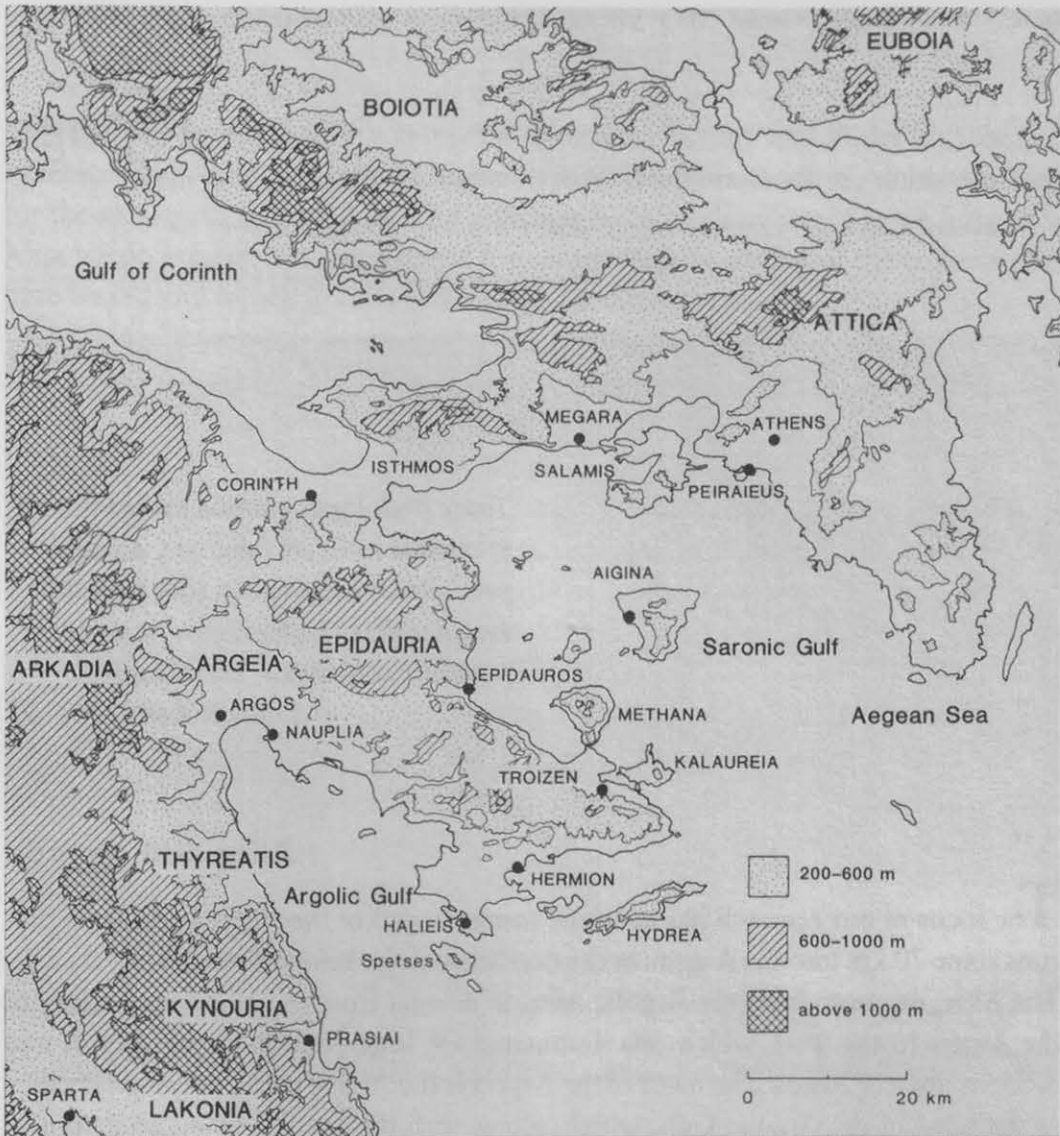 EUBOIA
BOIOTIA
Gulf of Corinth
ATTICA
MEGARA
ATHENS
ISTHMOS
SALAMIS
CORINTH
PEIRAIEUS
AIGINA
EPIDAURIA
Saronic Gulf
ARKADIA
ARGEIA
EPIDAUROS
ARGOS
METHANA
Aegean Sea
NAUPLIA
KALAUREIA
TROIZEN
THYREATIS
200–600 m
HERMION
Argolic Gulf
HALIEIS
HYDREA
600–1000 m
Spetses
KYNOURIA
above 1000 m
PRASIAI
SPARTA
LAKONIA
0 20 km